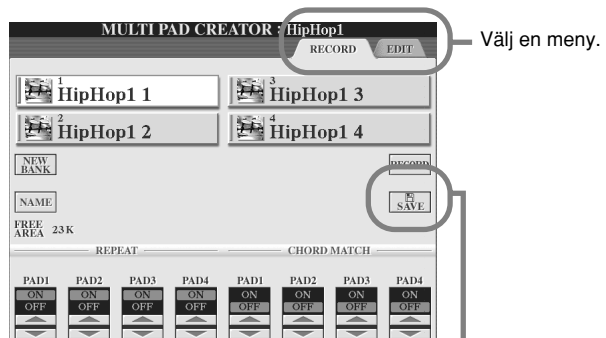 MULTI PAD CREATOR : HipHop1
RECORD EDIT
Välj en meny.
1 HipHop1 1
3 HipHop1 3
2 HipHop1 2
4 HipHop1 4
NEW BANK
RECORD
NAME
SAVE
FREE AREA 23K
REPEAT CHORD MATCH
PAD1 PAD2 PAD3 PAD4 PAD1 PAD2 PAD3 PAD4
ON ON ON ON ON ON ON ON
OFF OFF OFF OFF OFF OFF OFF OFF